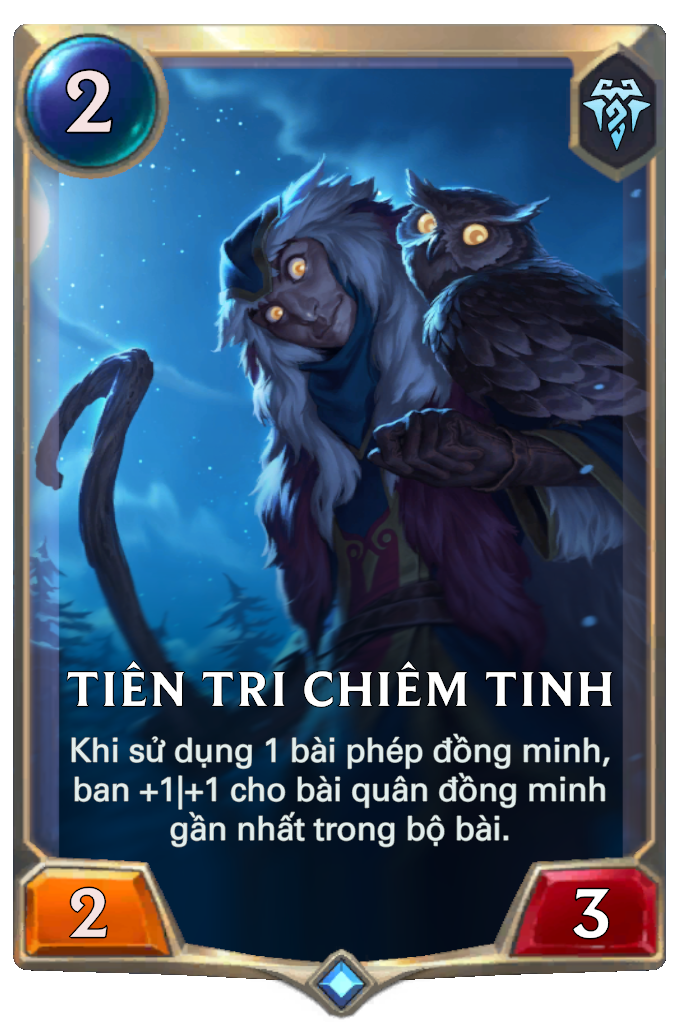 2
TIÊN TRI CHIÊM TINH
Khi sử dụng 1 bài phép đồng minh,
ban +1|+1 cho bài quân đồng minh
gần nhất trong bộ bài.
2
3